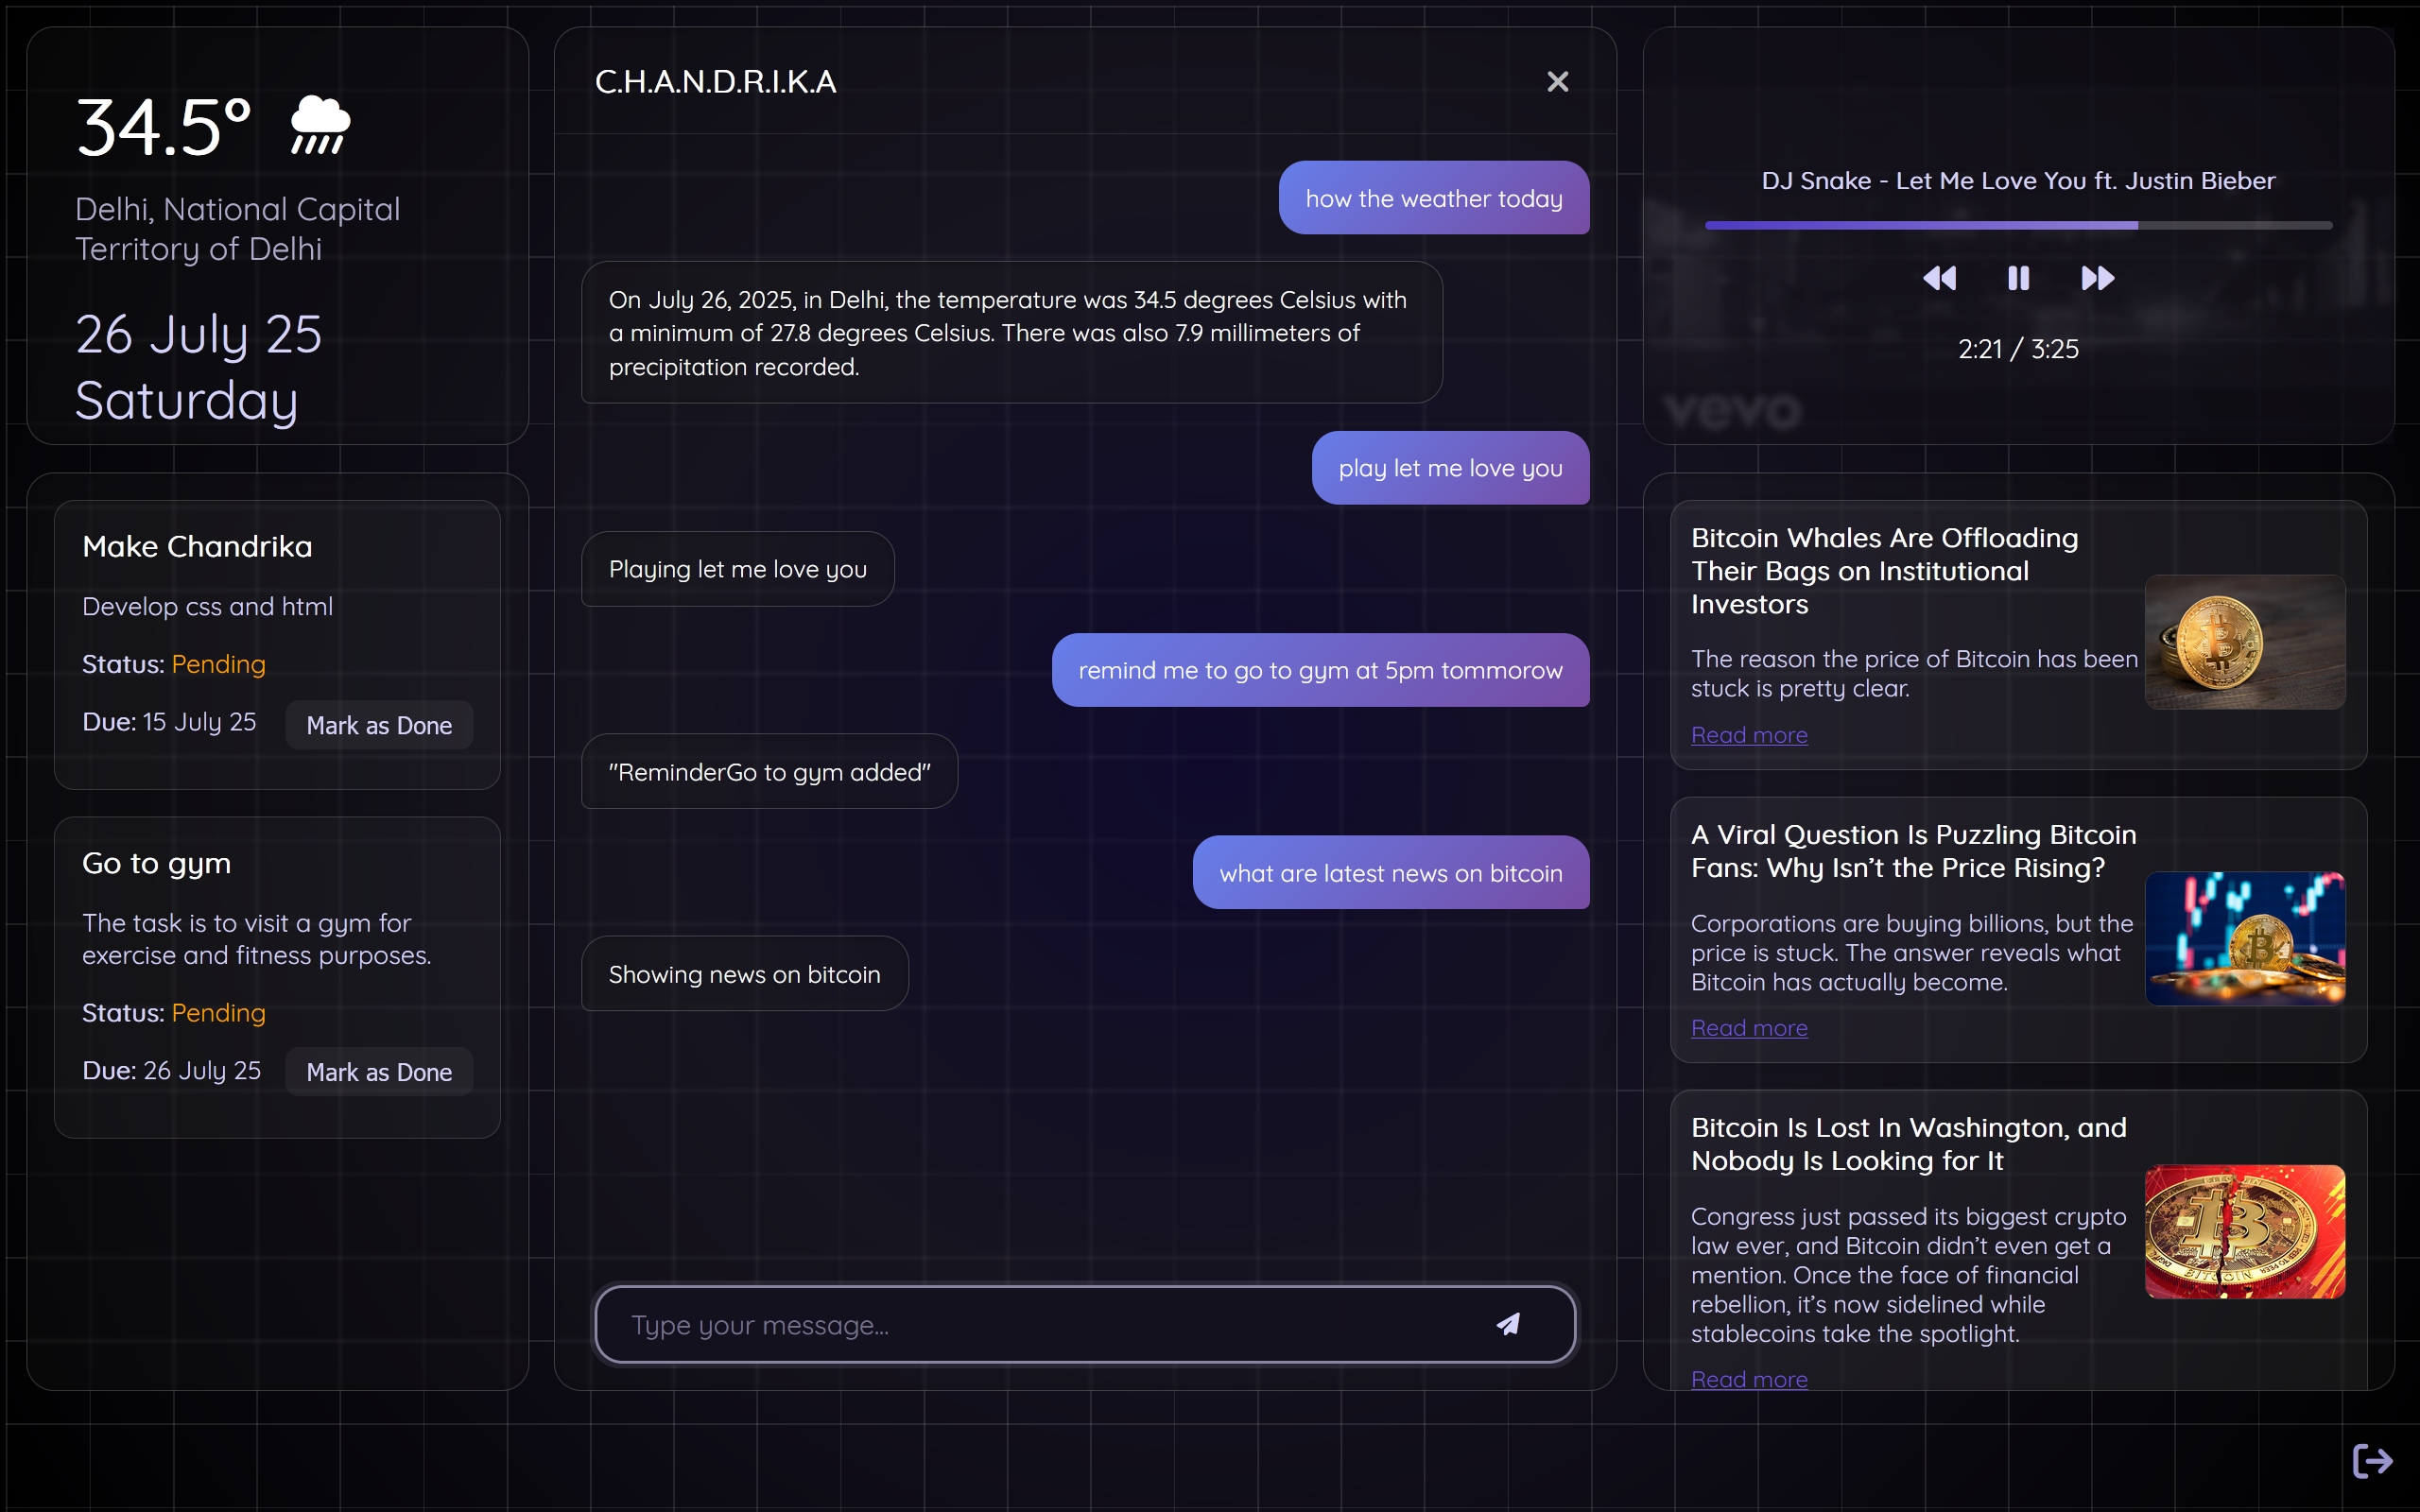 34.5°
Delhi, National Capital
Territory of Delhi
26 July 25
Saturday
Make Chandrika
Develop css and html
Status: Pending
Due: 15 July 25
Mark as Done
Go to gym
The task is to visit a gym for
exercise and fitness purposes.
Status: Pending
Due: 26 July 25
Mark as Done
C.H.A.N.D.R.I.K.A
how the weather today
On July 26, 2025, in Delhi, the temperature was 34.5 degrees Celsius with
a minimum of 27.8 degrees Celsius. There was also 7.9 millimeters of
precipitation recorded.
play let me love you
Playing let me love you
remind me to go to gym at 5pm tommorow
"ReminderGo to gym added"
what are latest news on bitcoin
Showing news on bitcoin
Type your message...
DJ Snake - Let Me Love You ft. Justin Bieber
2:21 / 3:25
vevo
Bitcoin Whales Are Offloading
Their Bags on Institutional
Investors
The reason the price of Bitcoin has been
stuck is pretty clear.
Read more
A Viral Question Is Puzzling Bitcoin
Fans: Why Isn’t the Price Rising?
Corporations are buying billions, but the
price is stuck. The answer reveals what
Bitcoin has actually become.
Read more
Bitcoin Is Lost In Washington, and
Nobody Is Looking for It
Congress just passed its biggest crypto
law ever, and Bitcoin didn’t even get a
mention. Once the face of financial
rebellion, it’s now sidelined while
stablecoins take the spotlight.
Read more